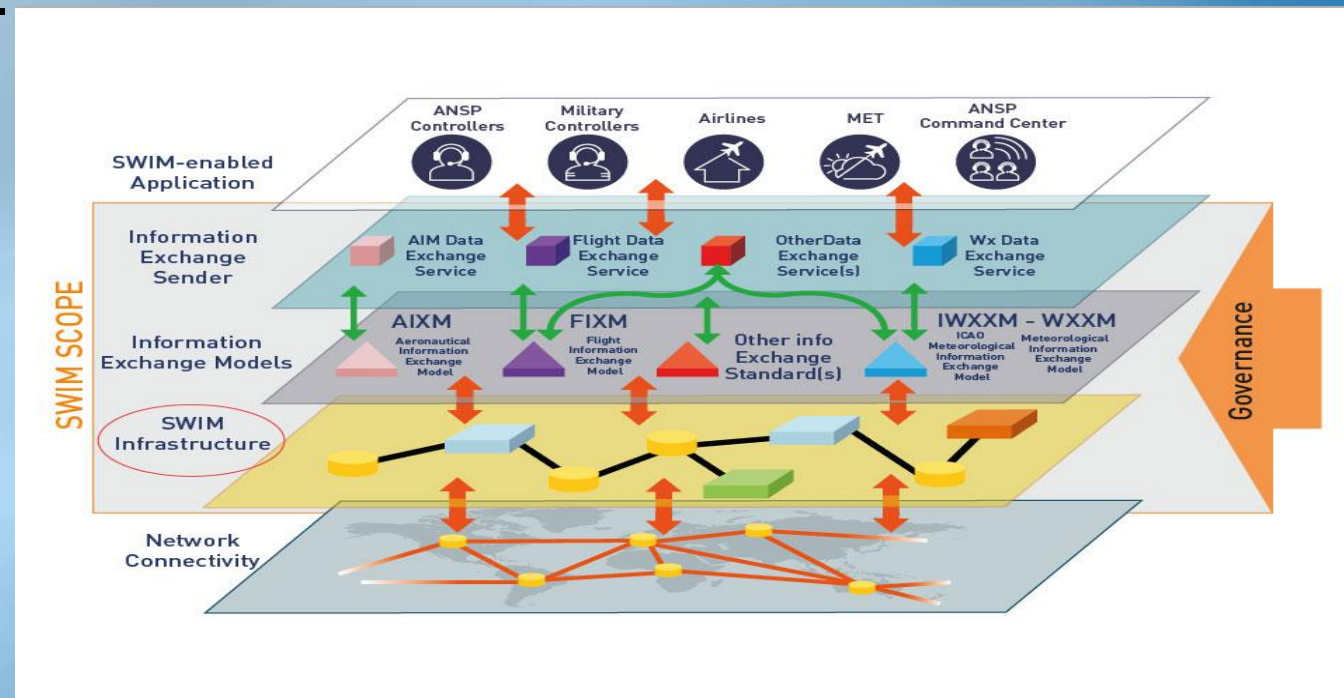 ANSP
Controllers
Military
Controllers
Airlines
MET
ANSP
Command Center
SWIM-enabled
Application
SWIM SCOPE
Information
Exchange
Sender
AIM Data
Exchange
Service
Flight Data
Exchange
Service
OtherData
Exchange
Service(s)
Wx Data
Exchange
Service
Information
Exchange Models
AIXM
Aeronautical
Information
Exchange
Model
FIXM
Flight
Information
Exchange
Model
Other info
Exchange
Standard(s)
IWXXM - WXXM
ICAO
Meteorological
Information
Exchange
Model
Meteorological
Information
Exchange
Model
SWIM
Infrastructure
Network
Connectivity
Governance